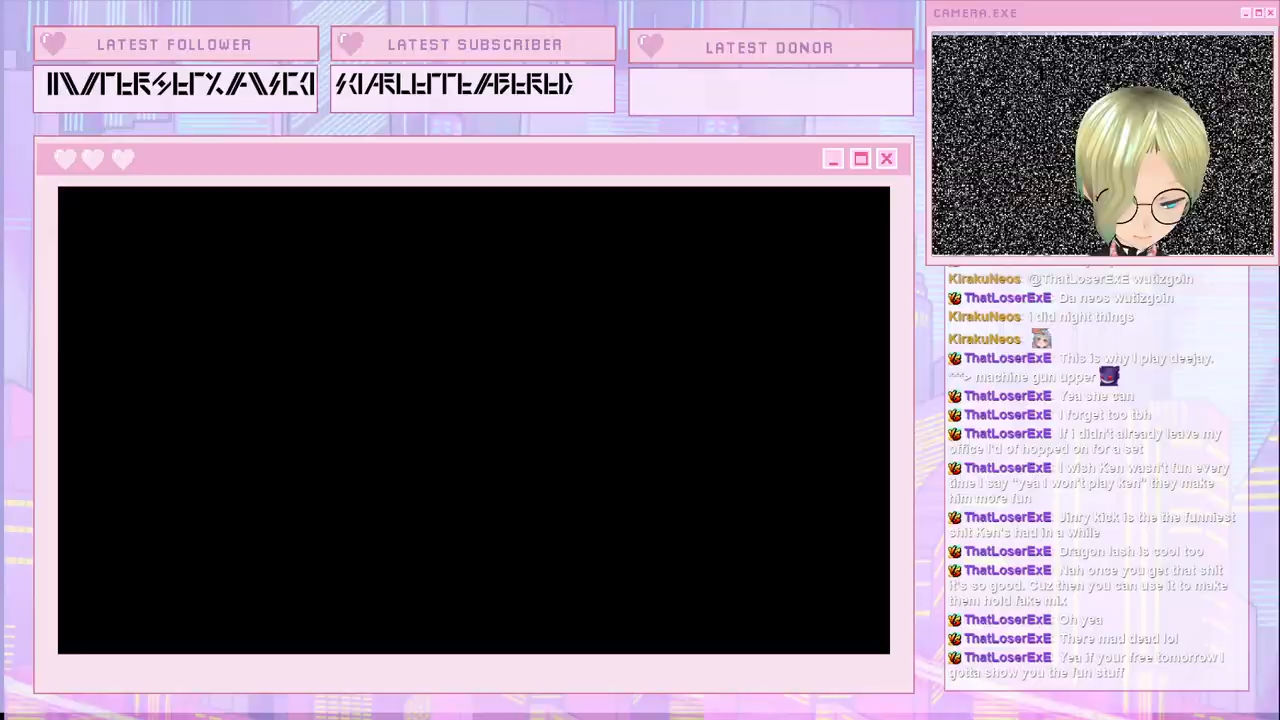 CAMERA.EXE
LATEST FOLLOWER
LATEST SUBSCRIBER
LATEST DONOR
KirakuNeos @ThatLoserExE wutizgoin
ThatLoserExE Da neos wutizgoin
KirakuNeos i did night things
KirakuNeos
ThatLoserExE This is why I play deejay.
^^^> machine gun upper
ThatLoserExE Yea she can
ThatLoserExE I forget too tbh
ThatLoserExE If i didn't already leave my
office I'd of hopped on for a set
ThatLoserExE I wish Ken wasn't fun every
time I say "yea I won't play ken" they make
him more fun
ThatLoserExE Jinry kick is the the funniest
shit Ken's had in a while
ThatLoserExE Dragon lash is cool too
ThatLoserExE Nah once you get that shit
it's so good. Cuz then you can use it to make
them hold fake mix
ThatLoserExE Oh yea
ThatLoserExE There mad dead lol
ThatLoserExE Yea if your free tomorrow I
gotta show you the fun stuff